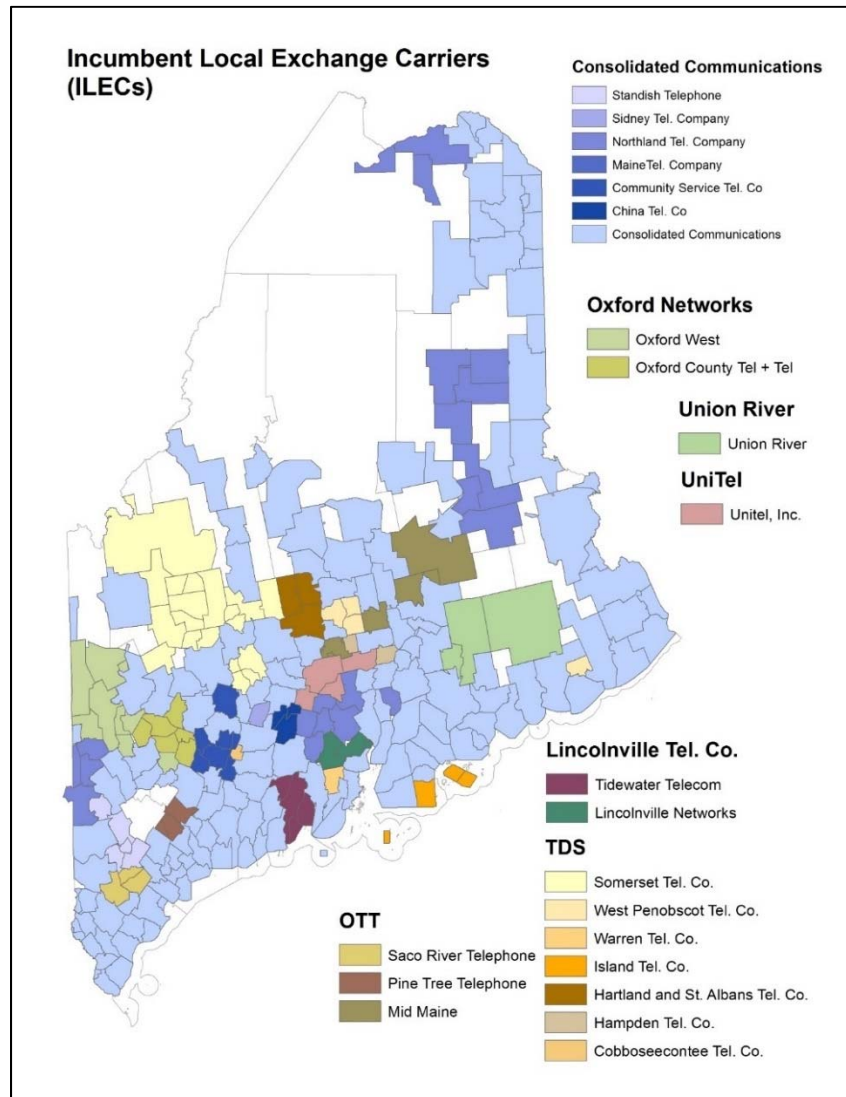 Incumbent Local Exchange Carriers
(ILECs)
Consolidated Communications
Standish Telephone
Sidney Tel. Company
Northland Tel. Company
MaineTel. Company
Community Service Tel. Co
China Tel. Co
Consolidated Communications
Oxford Networks
Oxford West
Oxford County Tel + Tel
Union River
Union River
UniTel
Unitel, Inc.
Lincolnville Tel. Co.
Tidewater Telecom
Lincolnville Networks
TDS
Somerset Tel. Co.
West Penobscot Tel. Co.
Warren Tel. Co.
Island Tel. Co.
Hartland and St. Albans Tel. Co.
Hampden Tel. Co.
Cobboseecontee Tel. Co.
OTT
Saco River Telephone
Pine Tree Telephone
Mid Maine